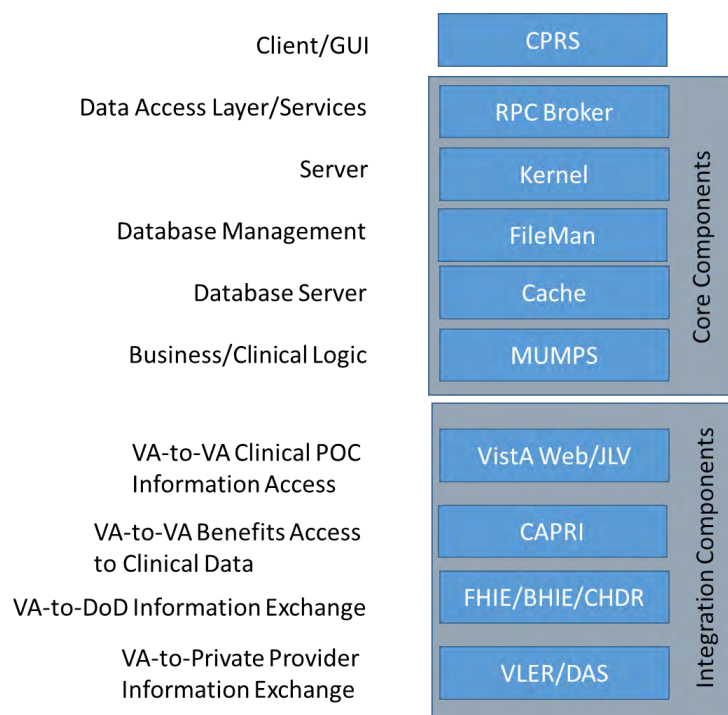 Client/GUI
CPRS
Data Access Layer/Services
RPC Broker
Server
Kernel
Database Management
FileMan
Database Server
Cache
Business/Clinical Logic
MUMPS
Core Components
VA-to-VA Clinical POC
Information Access
VistA Web/JLV
VA-to-VA Benefits Access
to Clinical Data
CAPRI
VA-to-DoD Information Exchange
FHIE/BHIE/CHDR
VA-to-Private Provider
Information Exchange
VLER/DAS
Integration Components